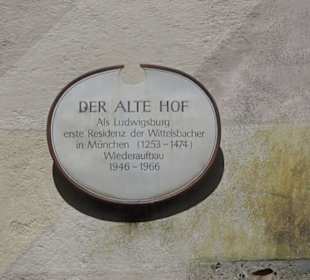 DER ALTE HOF
Als Ludwigsburg
erste Residenz der Wittelsbacher
in München (1253-1474)
Wiederaufbau
1946-1966